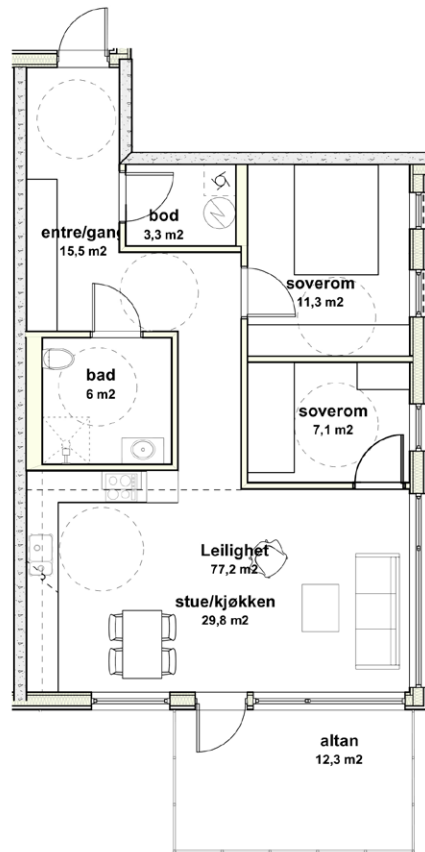 bod
3,3 m2
entre/gang
15,5 m2
soverom
11,3 m2
bad
6 m2
soverom
7,1 m2
Leilighet
77,2 m2
stue/kjøkken
29,8 m2
altan
12,3 m2